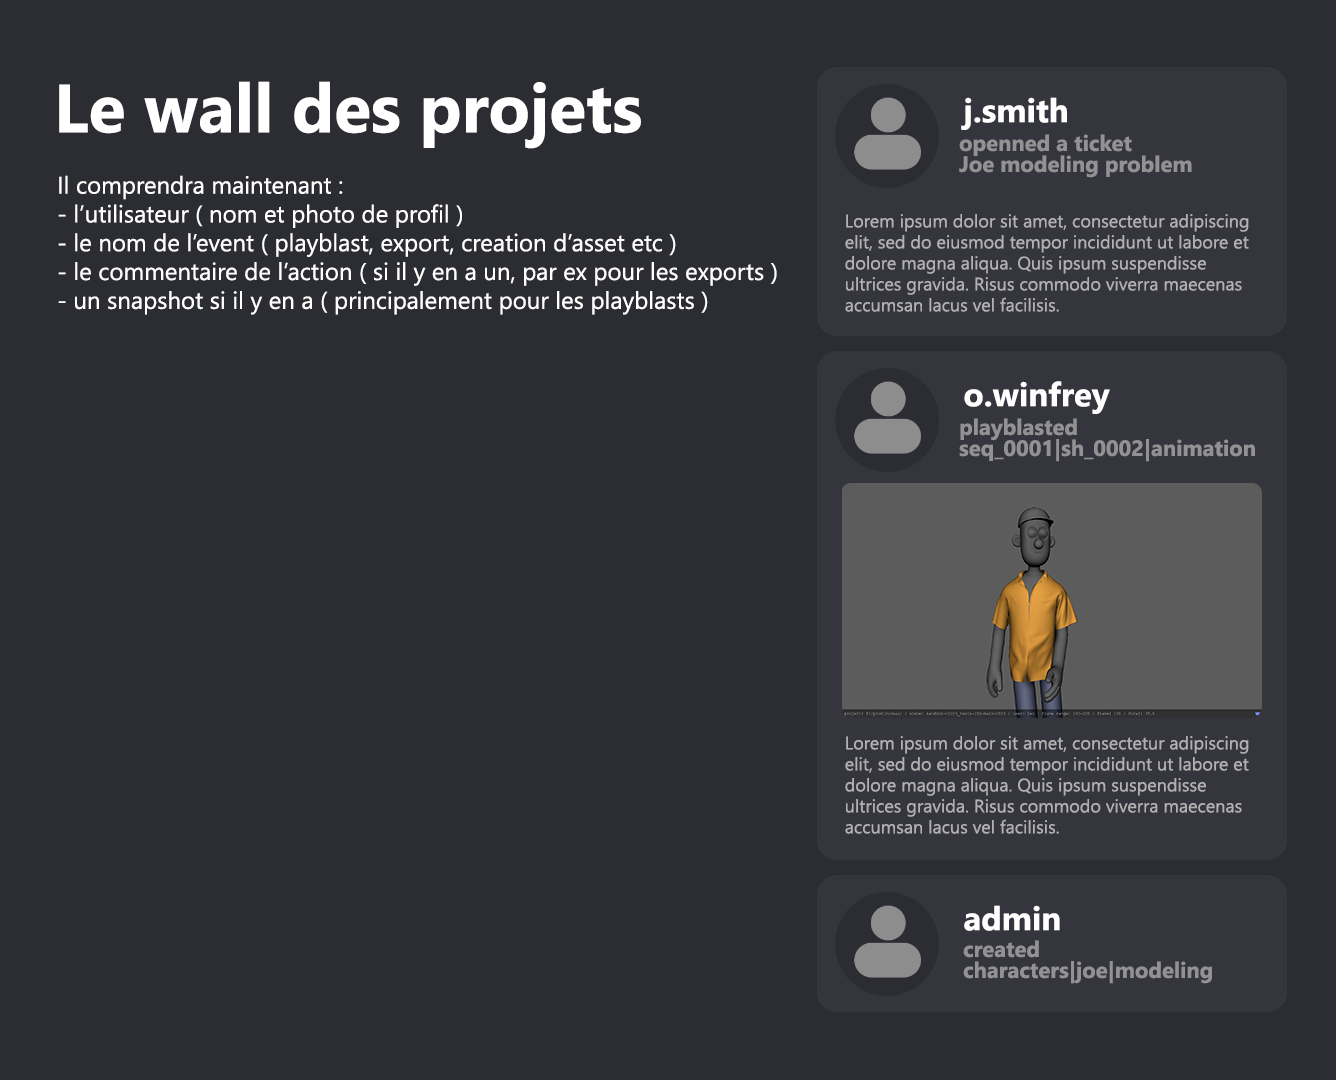 Le wall des projets
Il comprendra maintenant :
- l’utilisateur ( nom et photo de profil )
- le nom de l’event ( playblast, export, creation d’asset etc )
- le commentaire de l’action ( si il y en a un, par ex pour les exports )
- un snapshot si il y en a ( principalement pour les playblasts )
j.smith
openned a ticket
Joe modeling problem
Lorem ipsum dolor sit amet, consectetur adipiscing
elit, sed do eiusmod tempor incididunt ut labore et
dolore magna aliqua. Quis ipsum suspendisse
ultrices gravida. Risus commodo viverra maecenas
accumsan lacus vel facilisis.
o.winfrey
playblasted
seq_0001|sh_0002|animation
Lorem ipsum dolor sit amet, consectetur adipiscing
elit, sed do eiusmod tempor incididunt ut labore et
dolore magna aliqua. Quis ipsum suspendisse
ultrices gravida. Risus commodo viverra maecenas
accumsan lacus vel facilisis.
admin
created
characters|joe|modeling